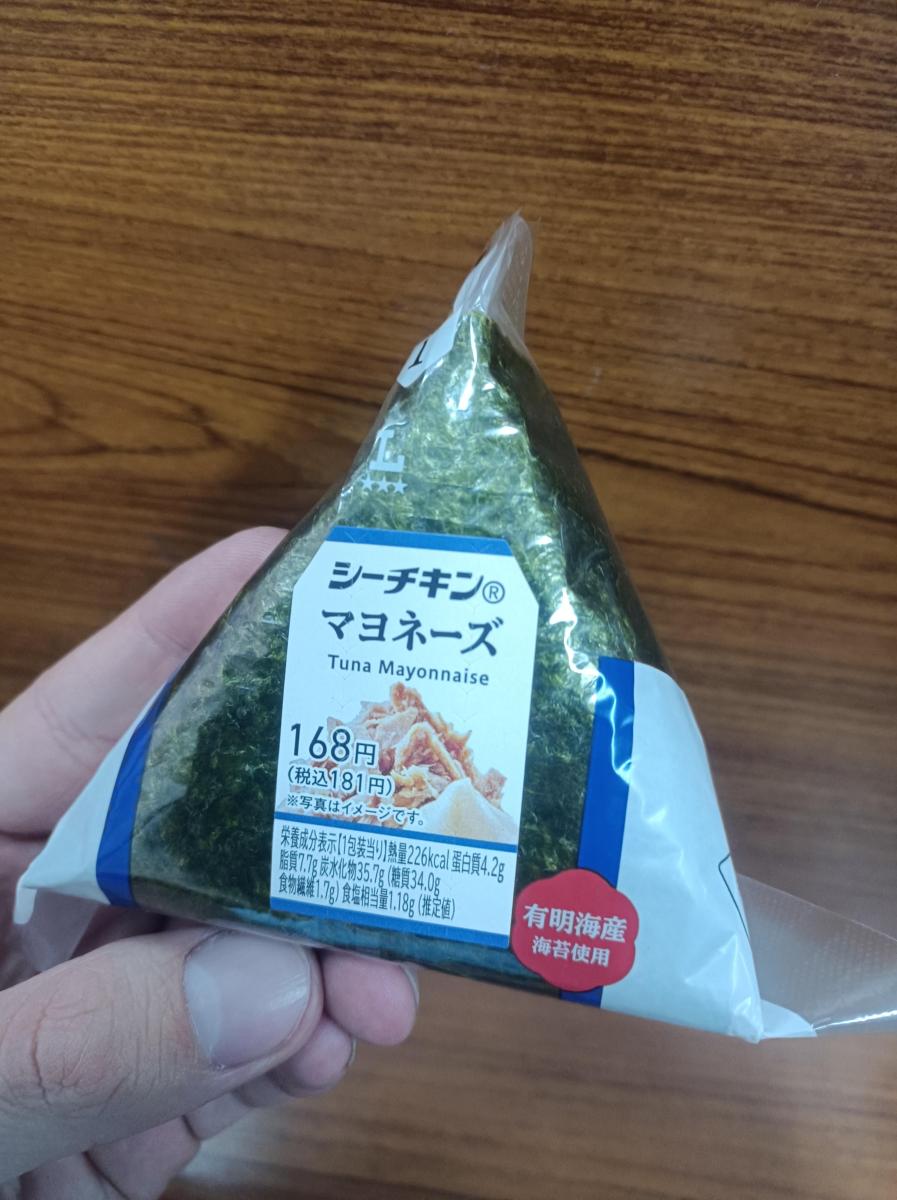 1
L
シーチキン®
マヨネーズ
Tuna Mayonnaise
168円
(税込181円)
※写真はイメージです。
栄養成分表示[1包装当り]熱量226kcal 蛋白質4.2g
脂質7.7g 炭水化物35.7g (糖質34.0g
食物繊維1.7g) 食塩相当量1.18g (推定値)
有明海産
海苔使用